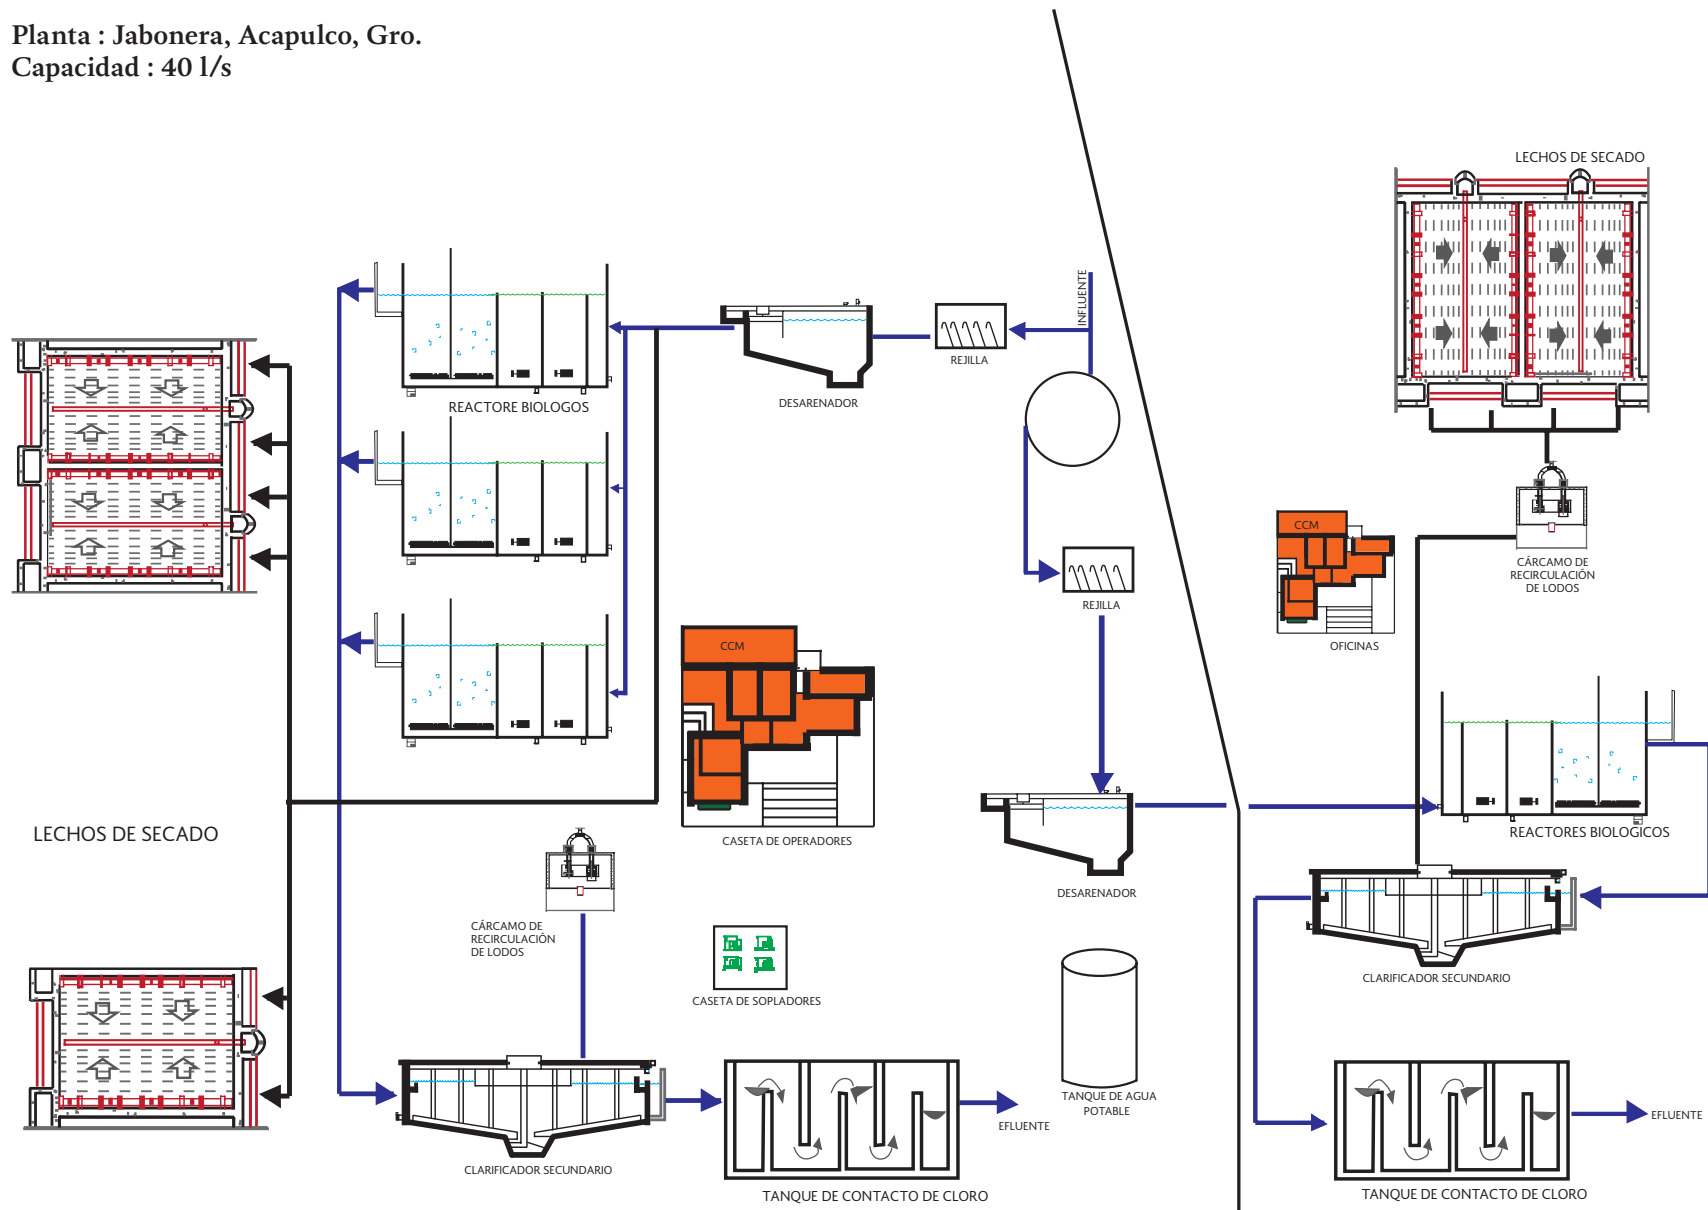 Planta : Jabonera, Acapulco, Gro.
Capacidad : 40 l/s
LECHOS DE SECADO
INFLUENTE
REJILLA
DESARENADOR
REACTORE BIOLOGOS
CCM
CÁRCAMO DE
RECIRCULACIÓN
DE LODOS
REJILLA
OFICINAS
CCM
LECHOS DE SECADO
CASETA DE OPERADORES
REACTORES BIOLOGICOS
DESARENADOR
CÁRCAMO DE
RECIRCULACIÓN
DE LODOS
CASETA DE SOPLADORES
CLARIFICADOR SECUNDARIO
TANQUE DE AGUA
POTABLE
EFLUENTE
EFLUENTE
CLARIFICADOR SECUNDARIO
TANQUE DE CONTACTO DE CLORO
TANQUE DE CONTACTO DE CLORO